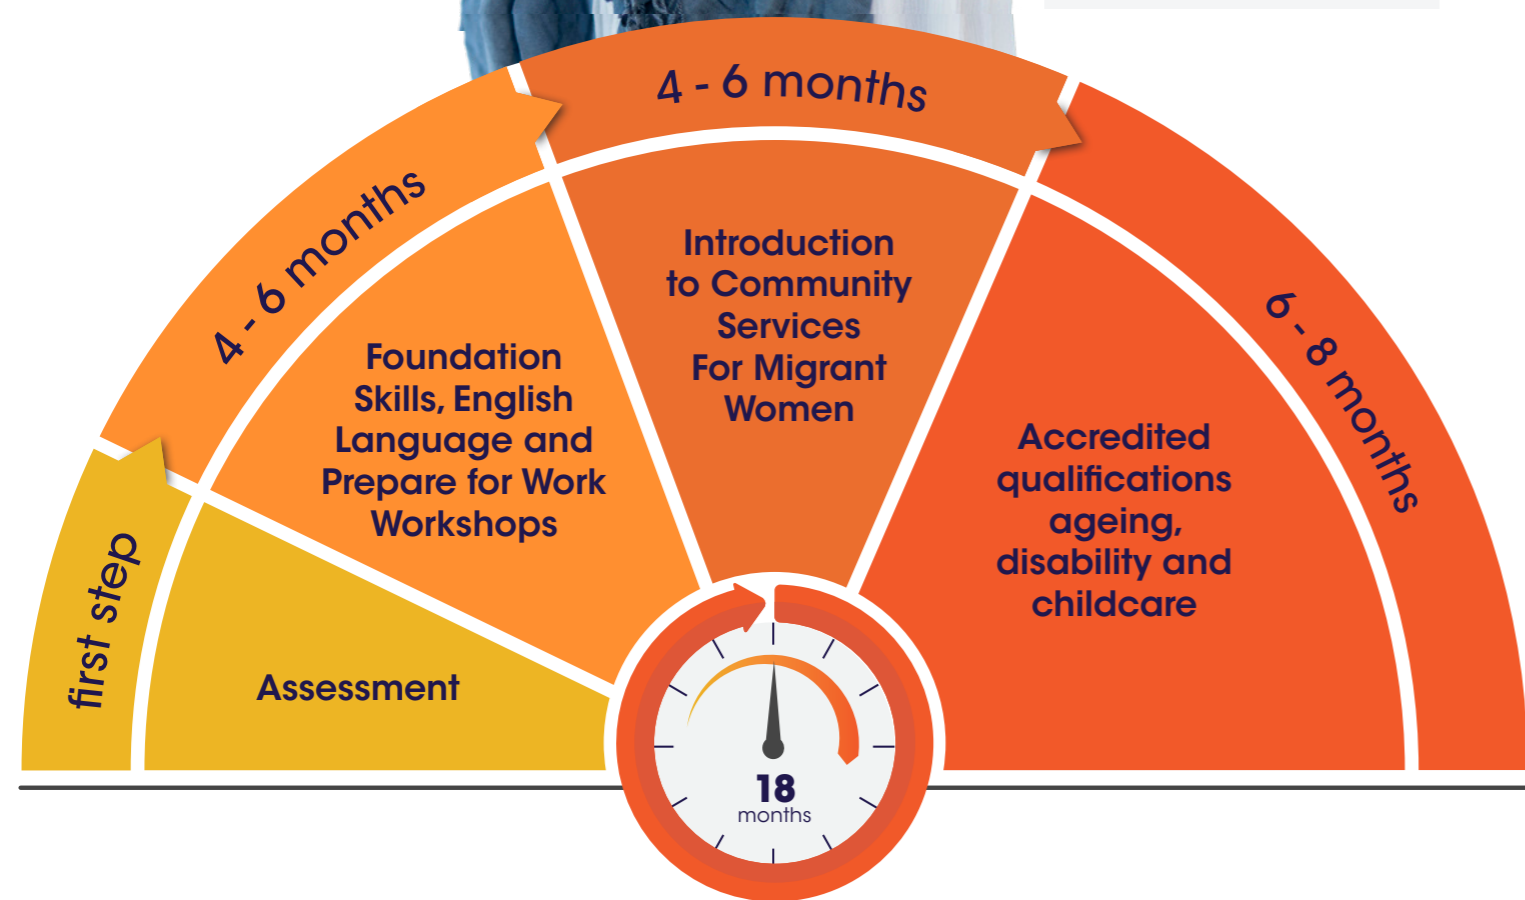 first step
Assessment
4 - 6 months
Foundation
Skills, English
Language and
Prepare for Work
Workshops
4 - 6 months
Introduction
to Community
Services
For Migrant
Women
6 - 8 months
Accredited
qualifications
ageing,
disability and
childcare
18
months